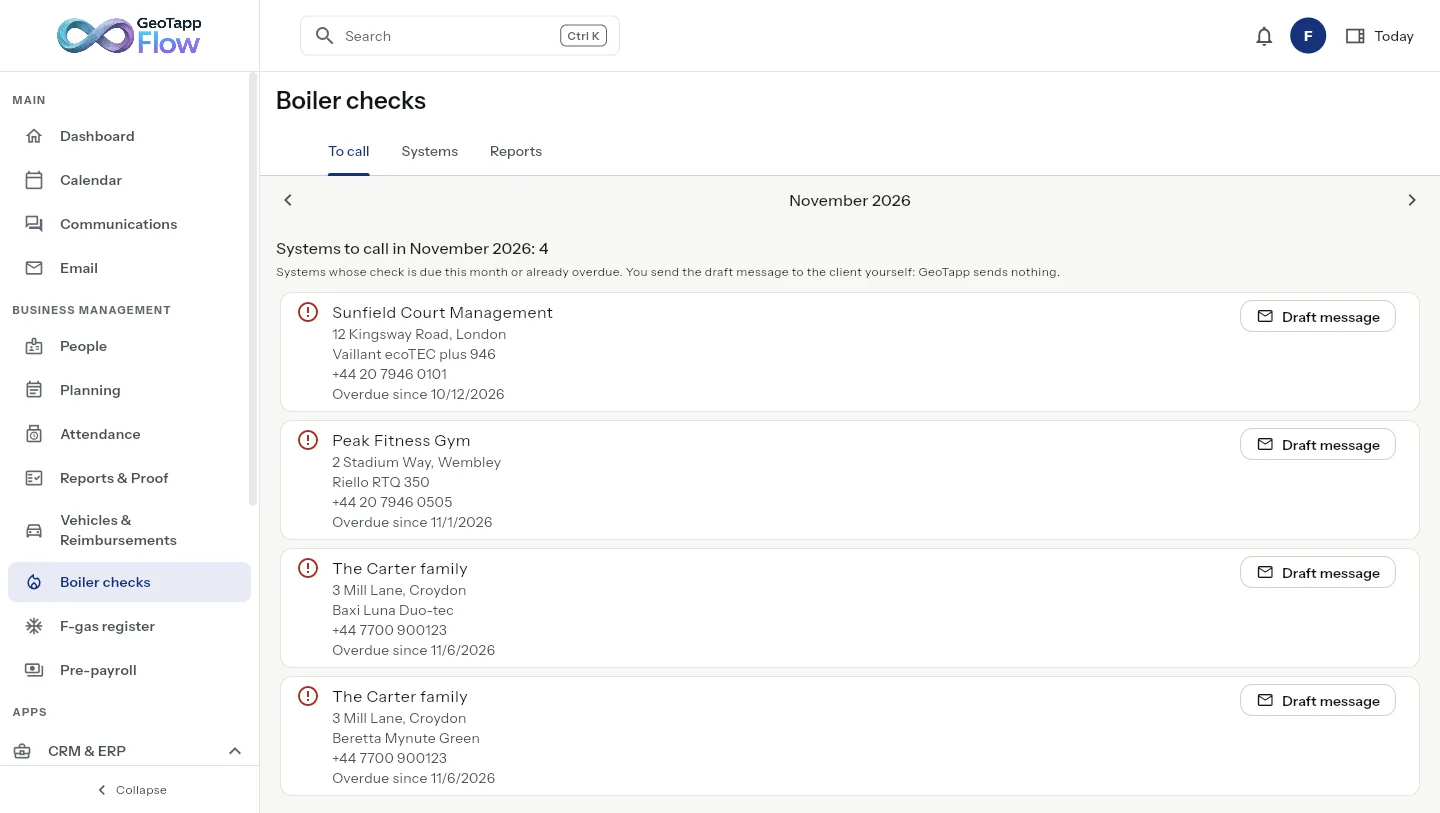 GeoTapp
Flow
Search
Ctrl K
F
Today
MAIN
Dashboard
Calendar
Communications
Email
BUSINESS MANAGEMENT
People
Planning
Attendance
Reports & Proof
Vehicles &
Reimbursements
Boiler checks
F-gas register
Pre-payroll
APPS
CRM & ERP
Collapse
Boiler checks
To call
Systems
Reports
November 2026
Systems to call in November 2026: 4
Systems whose check is due this month or already overdue. You send the draft message to the client yourself: GeoTapp sends nothing.
Sunfield Court Management
Draft message
12 Kingsway Road, London
Vaillant ecoTEC plus 946
+44 20 7946 0101
Overdue since 10/12/2026
Peak Fitness Gym
Draft message
2 Stadium Way, Wembley
Riello RTQ 350
+44 20 7946 0505
Overdue since 11/1/2026
The Carter family
Draft message
3 Mill Lane, Croydon
Baxi Luna Duo-tec
+44 7700 900123
Overdue since 11/6/2026
The Carter family
Draft message
3 Mill Lane, Croydon
Beretta Mynute Green
+44 7700 900123
Overdue since 11/6/2026